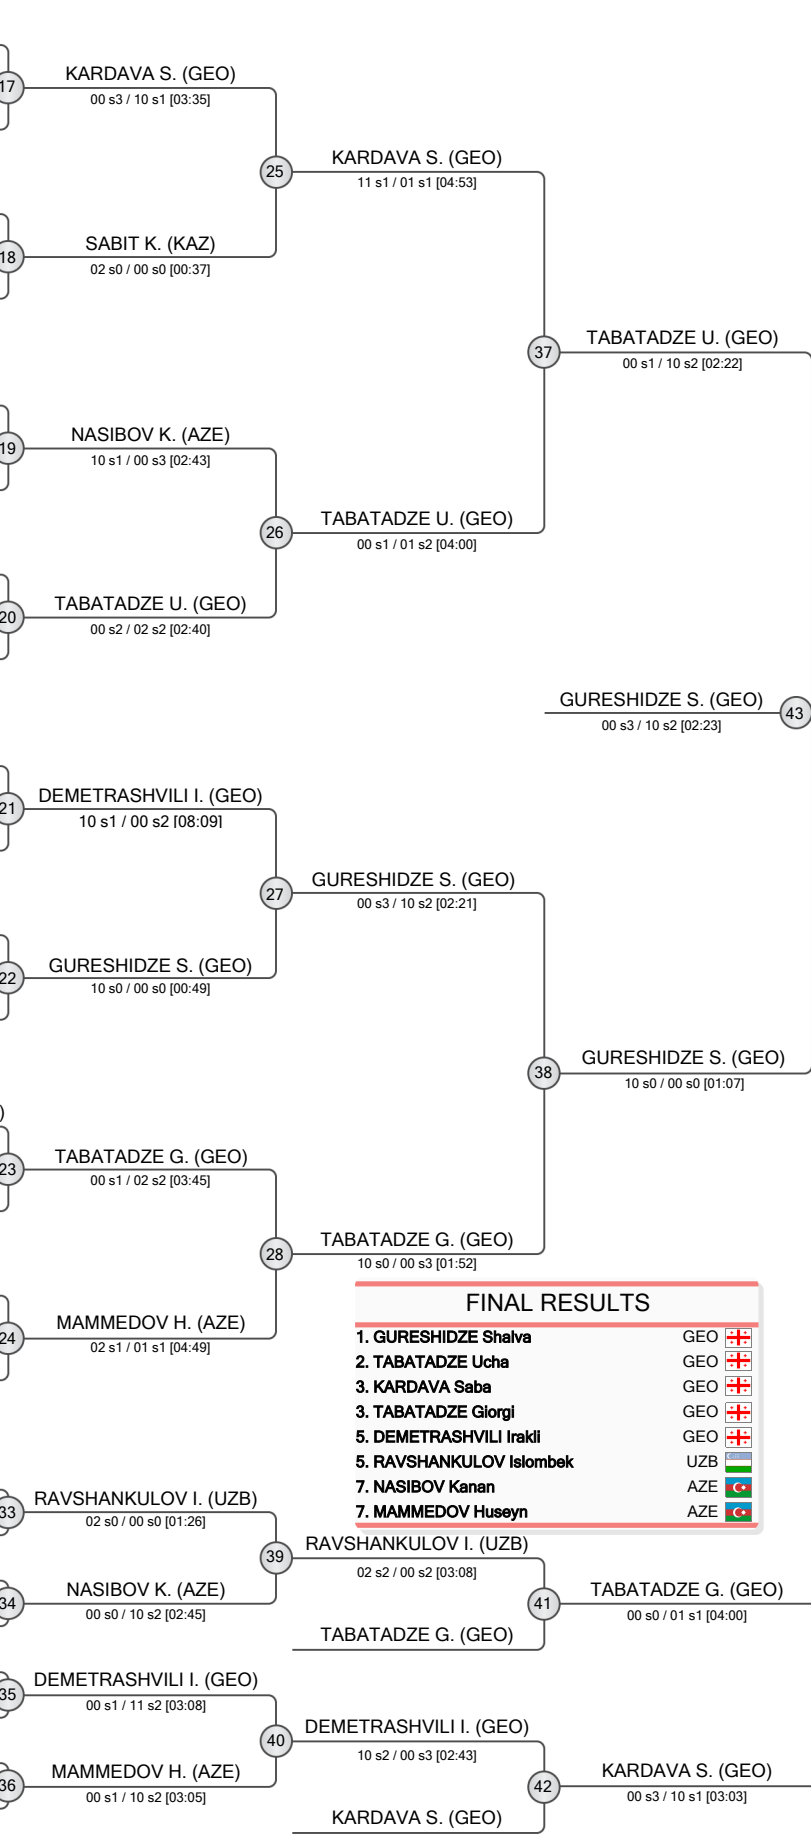 17
KARDAVA S. (GEO)
00 s3 / 10 s1 [03:35]
25
KARDAVA S. (GEO)
11 s1 / 01 s1 [04:53]
18
SABIT K. (KAZ)
02 s0 / 00 s0 [00:37]
37
TABATADZE U. (GEO)
00 s1 / 10 s2 [02:22]
19
NASIBOV K. (AZE)
10 s1 / 00 s3 [02:43]
26
TABATADZE U. (GEO)
00 s1 / 01 s2 [04:00]
20
TABATADZE U. (GEO)
00 s2 / 02 s2 [02:40]
GURESHIDZE S. (GEO)
43
00 s3 / 10 s2 [02:23]
21
DEMETRASHVILI I. (GEO)
10 s1 / 00 s2 [08:09]
27
GURESHIDZE S. (GEO)
00 s3 / 10 s2 [02:21]
22
GURESHIDZE S. (GEO)
10 s0 / 00 s0 [00:49]
38
GURESHIDZE S. (GEO)
10 s0 / 00 s0 [01:07]
)
23
TABATADZE G. (GEO)
00 s1 / 02 s2 [03:45]
28
TABATADZE G. (GEO)
10 s0 / 00 s3 [01:52]
24
MAMMEDOV H. (AZE)
02 s1 / 01 s1 [04:49]
FINAL RESULTS
1. GURESHIDZE Shalva GEO
2. TABATADZE Ucha GEO
3. KARDAVA Saba GEO
3. TABATADZE Giorgi GEO
5. DEMETRASHVILI Irakli GEO
5. RAVSHANKULOV Islombek UZB
7. NASIBOV Kanan AZE
7. MAMMEDOV Huseyn AZE
33
RAVSHANKULOV I. (UZB)
02 s0 / 00 s0 [01:26]
39
RAVSHANKULOV I. (UZB)
02 s2 / 00 s2 [03:08]
34
NASIBOV K. (AZE)
00 s0 / 10 s2 [02:45]
41
TABATADZE G. (GEO)
00 s0 / 01 s1 [04:00]
TABATADZE G. (GEO)
35
DEMETRASHVILI I. (GEO)
00 s1 / 11 s2 [03:08]
40
DEMETRASHVILI I. (GEO)
10 s2 / 00 s3 [02:43]
36
MAMMEDOV H. (AZE)
00 s1 / 10 s2 [03:05]
42
KARDAVA S. (GEO)
00 s3 / 10 s1 [03:03]
KARDAVA S. (GEO)